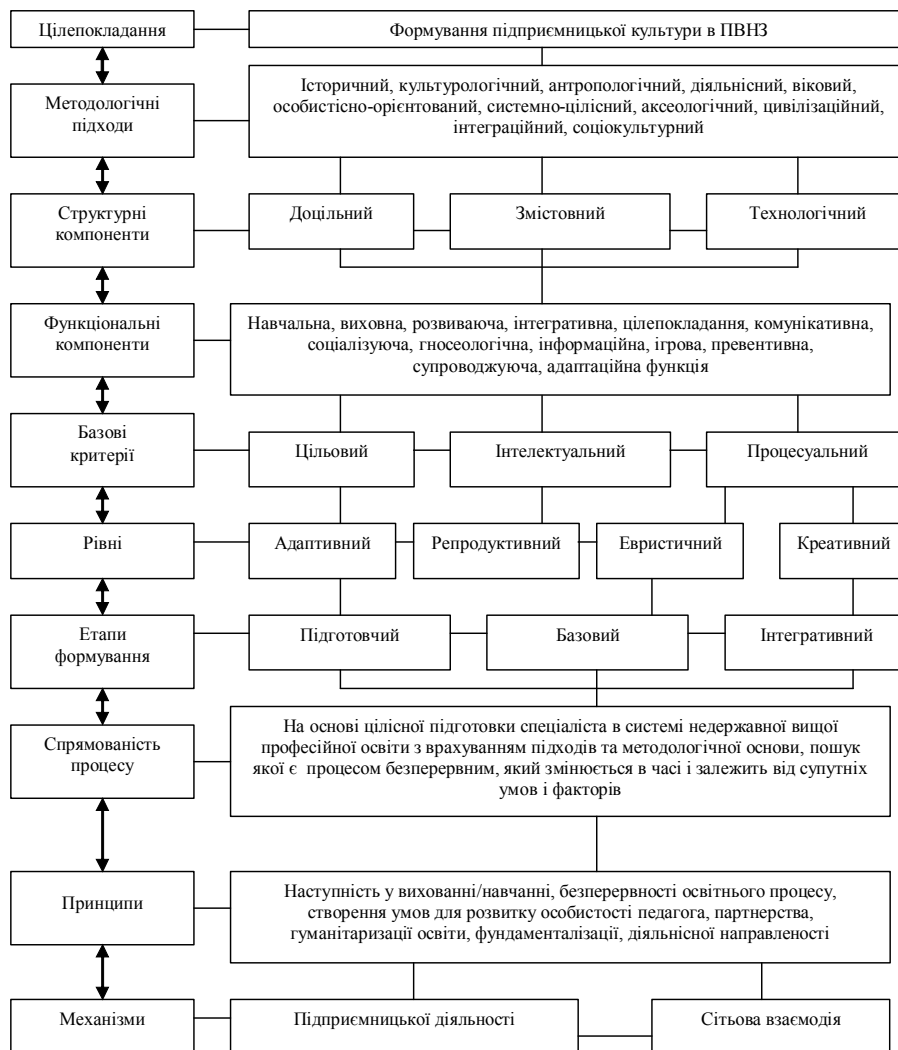 Цілепокладання
Формування підприємницької культури в ПВНЗ
Методологічні
підходи
Історичний, культурологічний, антропологічний, діяльнісний, віковий,
особистісно-орієнтований, системно-цілісний, аксеологічний, цивілізаційний,
інтеграційний, соціокультурний
Структурні
компоненти
Доцільний
Змістовний
Технологічний
Функціональні
компоненти
Навчальна, виховна, розвиваюча, інтегративна, цілепокладання, комунікативна,
соціалізуюча, гносеологічна, інформаційна, ігрова, превентивна,
супроводжуюча, адаптаційна функція
Базові
критерії
Цільовий
Інтелектуальний
Процесуальний
Рівні
Адаптивний
Репродуктивний
Евристичний
Креативний
Етапи
формування
Підготовчий
Базовий
Інтегративний
Спрямованість
процесу
На основі цілісної підготовки спеціаліста в системі недержавної вищої
професійної освіти з врахуванням підходів та методологічної основи, пошук
якої є процесом безперервним, який змінюється в часі і залежить від супутніх
умов і факторів
Принципи
Наступність у вихованні/навчанні, безперервності освітнього процесу,
створення умов для розвитку особистості педагога, партнерства,
гуманітаризації освіти, фундаменталізації, діяльнісної направленості
Механізми
Підприємницької діяльності
Сітьова взаємодія